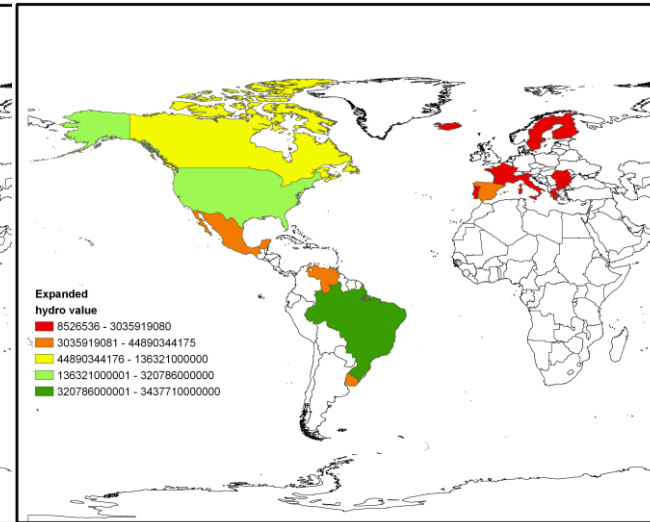 Expanded
hydro value
8526536 - 3035919080
3035919081 - 44890344175
44890344176 - 136321000000
136321000001 - 320786000000
320786000001 - 3437710000000